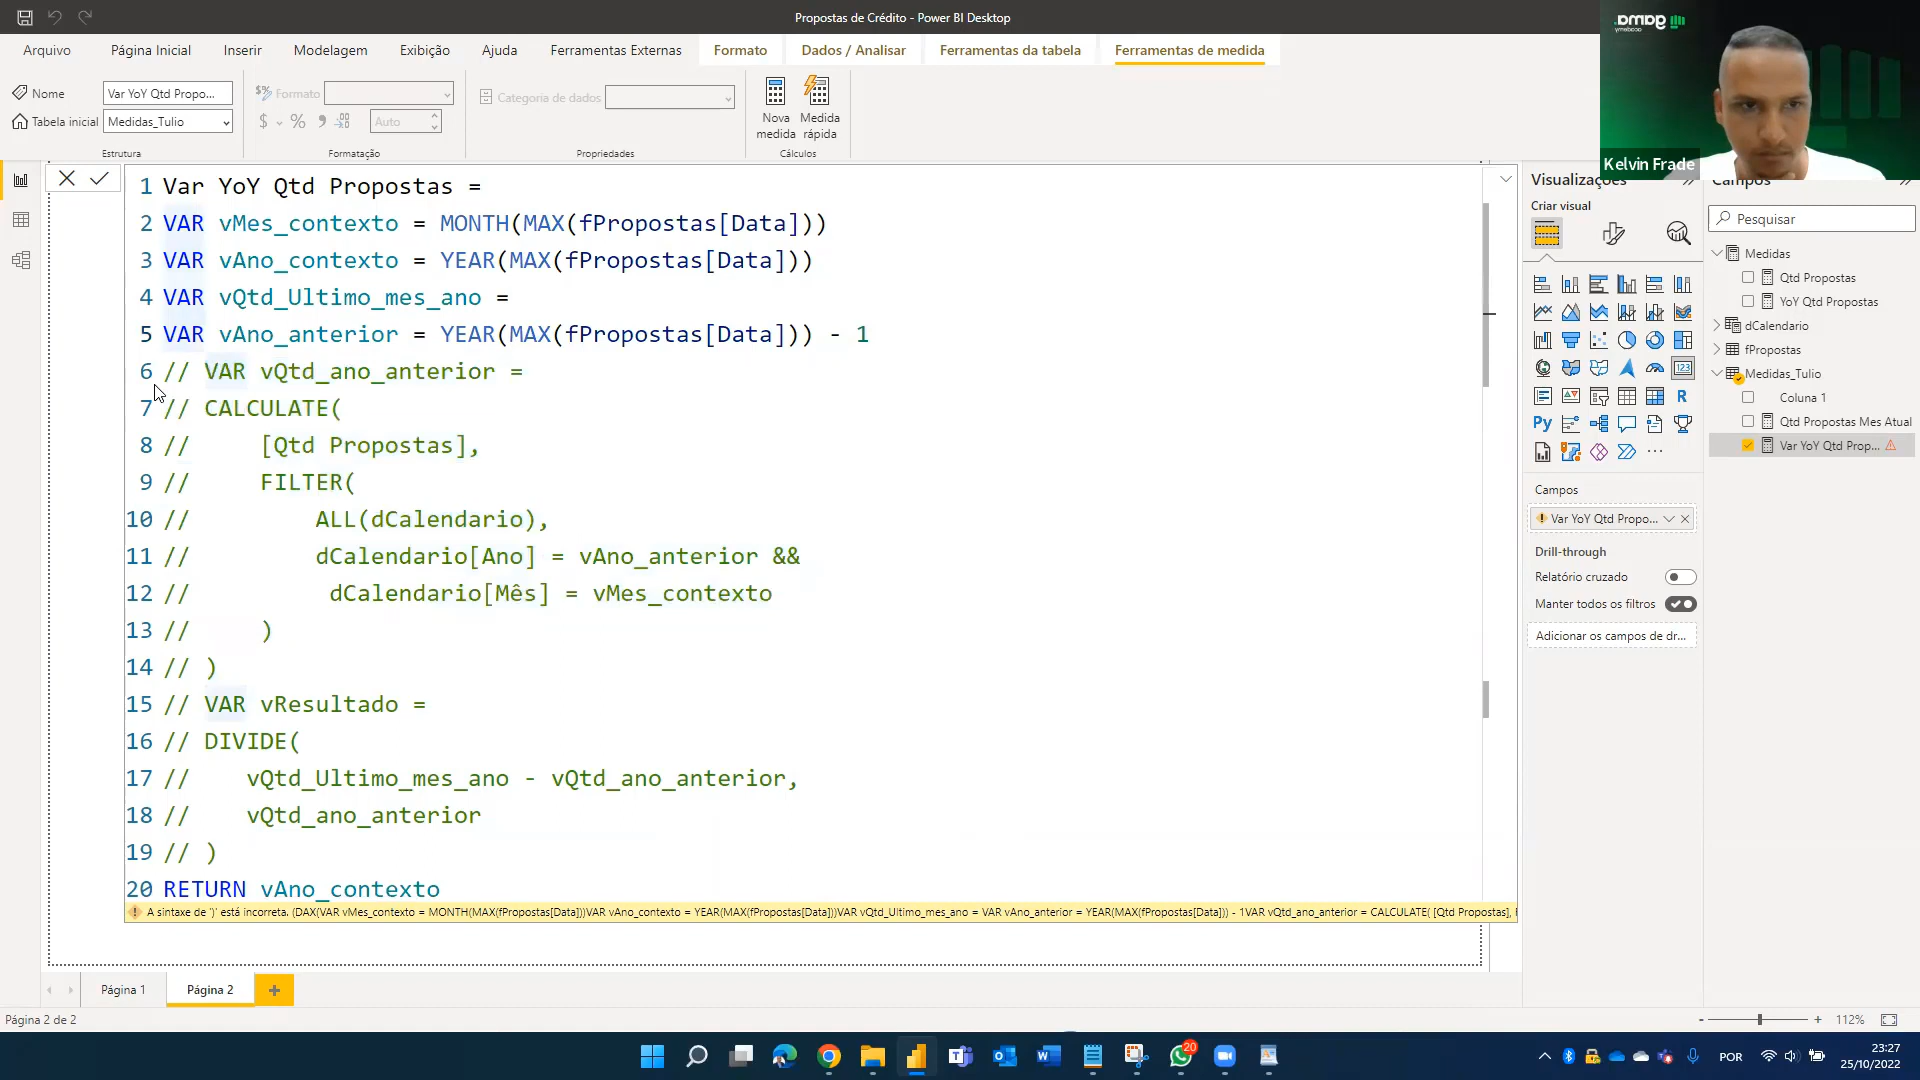 Propostas de Crédito - Power BI Desktop
Arquivo Página Inicial Inserir Modelagem Exibição Ajuda Ferramentas Externas Formato Dados / Analisar Ferramentas da tabela Ferramentas de medida
Nome Var YoY Qtd Propo...
Formato
Categoria de dados
Tabela inicial Medidas_Tulio
$ % Auto
Nova medida
Medida rápida
Estrutura Formatação Propriedades Cálculos
gama
academy
Kelvin Frade
1 Var YoY Qtd Propostas =
2 VAR vMes_contexto = MONTH(MAX(fPropostas[Data]))
3 VAR vAno_contexto = YEAR(MAX(fPropostas[Data]))
4 VAR vQtd_Ultimo_mes_ano =
5 VAR vAno_anterior = YEAR(MAX(fPropostas[Data])) - 1
6 // VAR vQtd_ano_anterior =
7 // CALCULATE(
8 //     [Qtd Propostas],
9 //     FILTER(
10 //         ALL(dCalendario),
11 //         dCalendario[Ano] = vAno_anterior &&
12 //          dCalendario[Mês] = vMes_contexto
13 //     )
14 // )
15 // VAR vResultado =
16 // DIVIDE(
17 //    vQtd_Ultimo_mes_ano - vQtd_ano_anterior,
18 //    vQtd_ano_anterior
19 // )
20 RETURN vAno_contexto
A sintaxe de ')' está incorreta. (DAX(VAR vMes_contexto = MONTH(MAX(fPropostas[Data]))VAR vAno_contexto = YEAR(MAX(fPropostas[Data]))VAR vQtd_Ultimo_mes_ano = VAR vAno_anterior = YEAR(MAX(fPropostas[Data])) - 1VAR vQtd_ano_anterior = CALCULATE( [Qtd Propostas],
Visualizações
Criar visual
123
R
Py
...
Campos
Var YoY Qtd Propo...
Drill-through
Relatório cruzado
Manter todos os filtros
Adicionar os campos de dr...
Campos
Pesquisar
Medidas
Qtd Propostas
YoY Qtd Propostas
dCalendario
fPropostas
Medidas_Tulio
Coluna 1
Qtd Propostas Mes Atual
Var YoY Qtd Prop...
Página 1 Página 2 +
Página 2 de 2
- + 112%
20
POR
23:27
25/10/2022